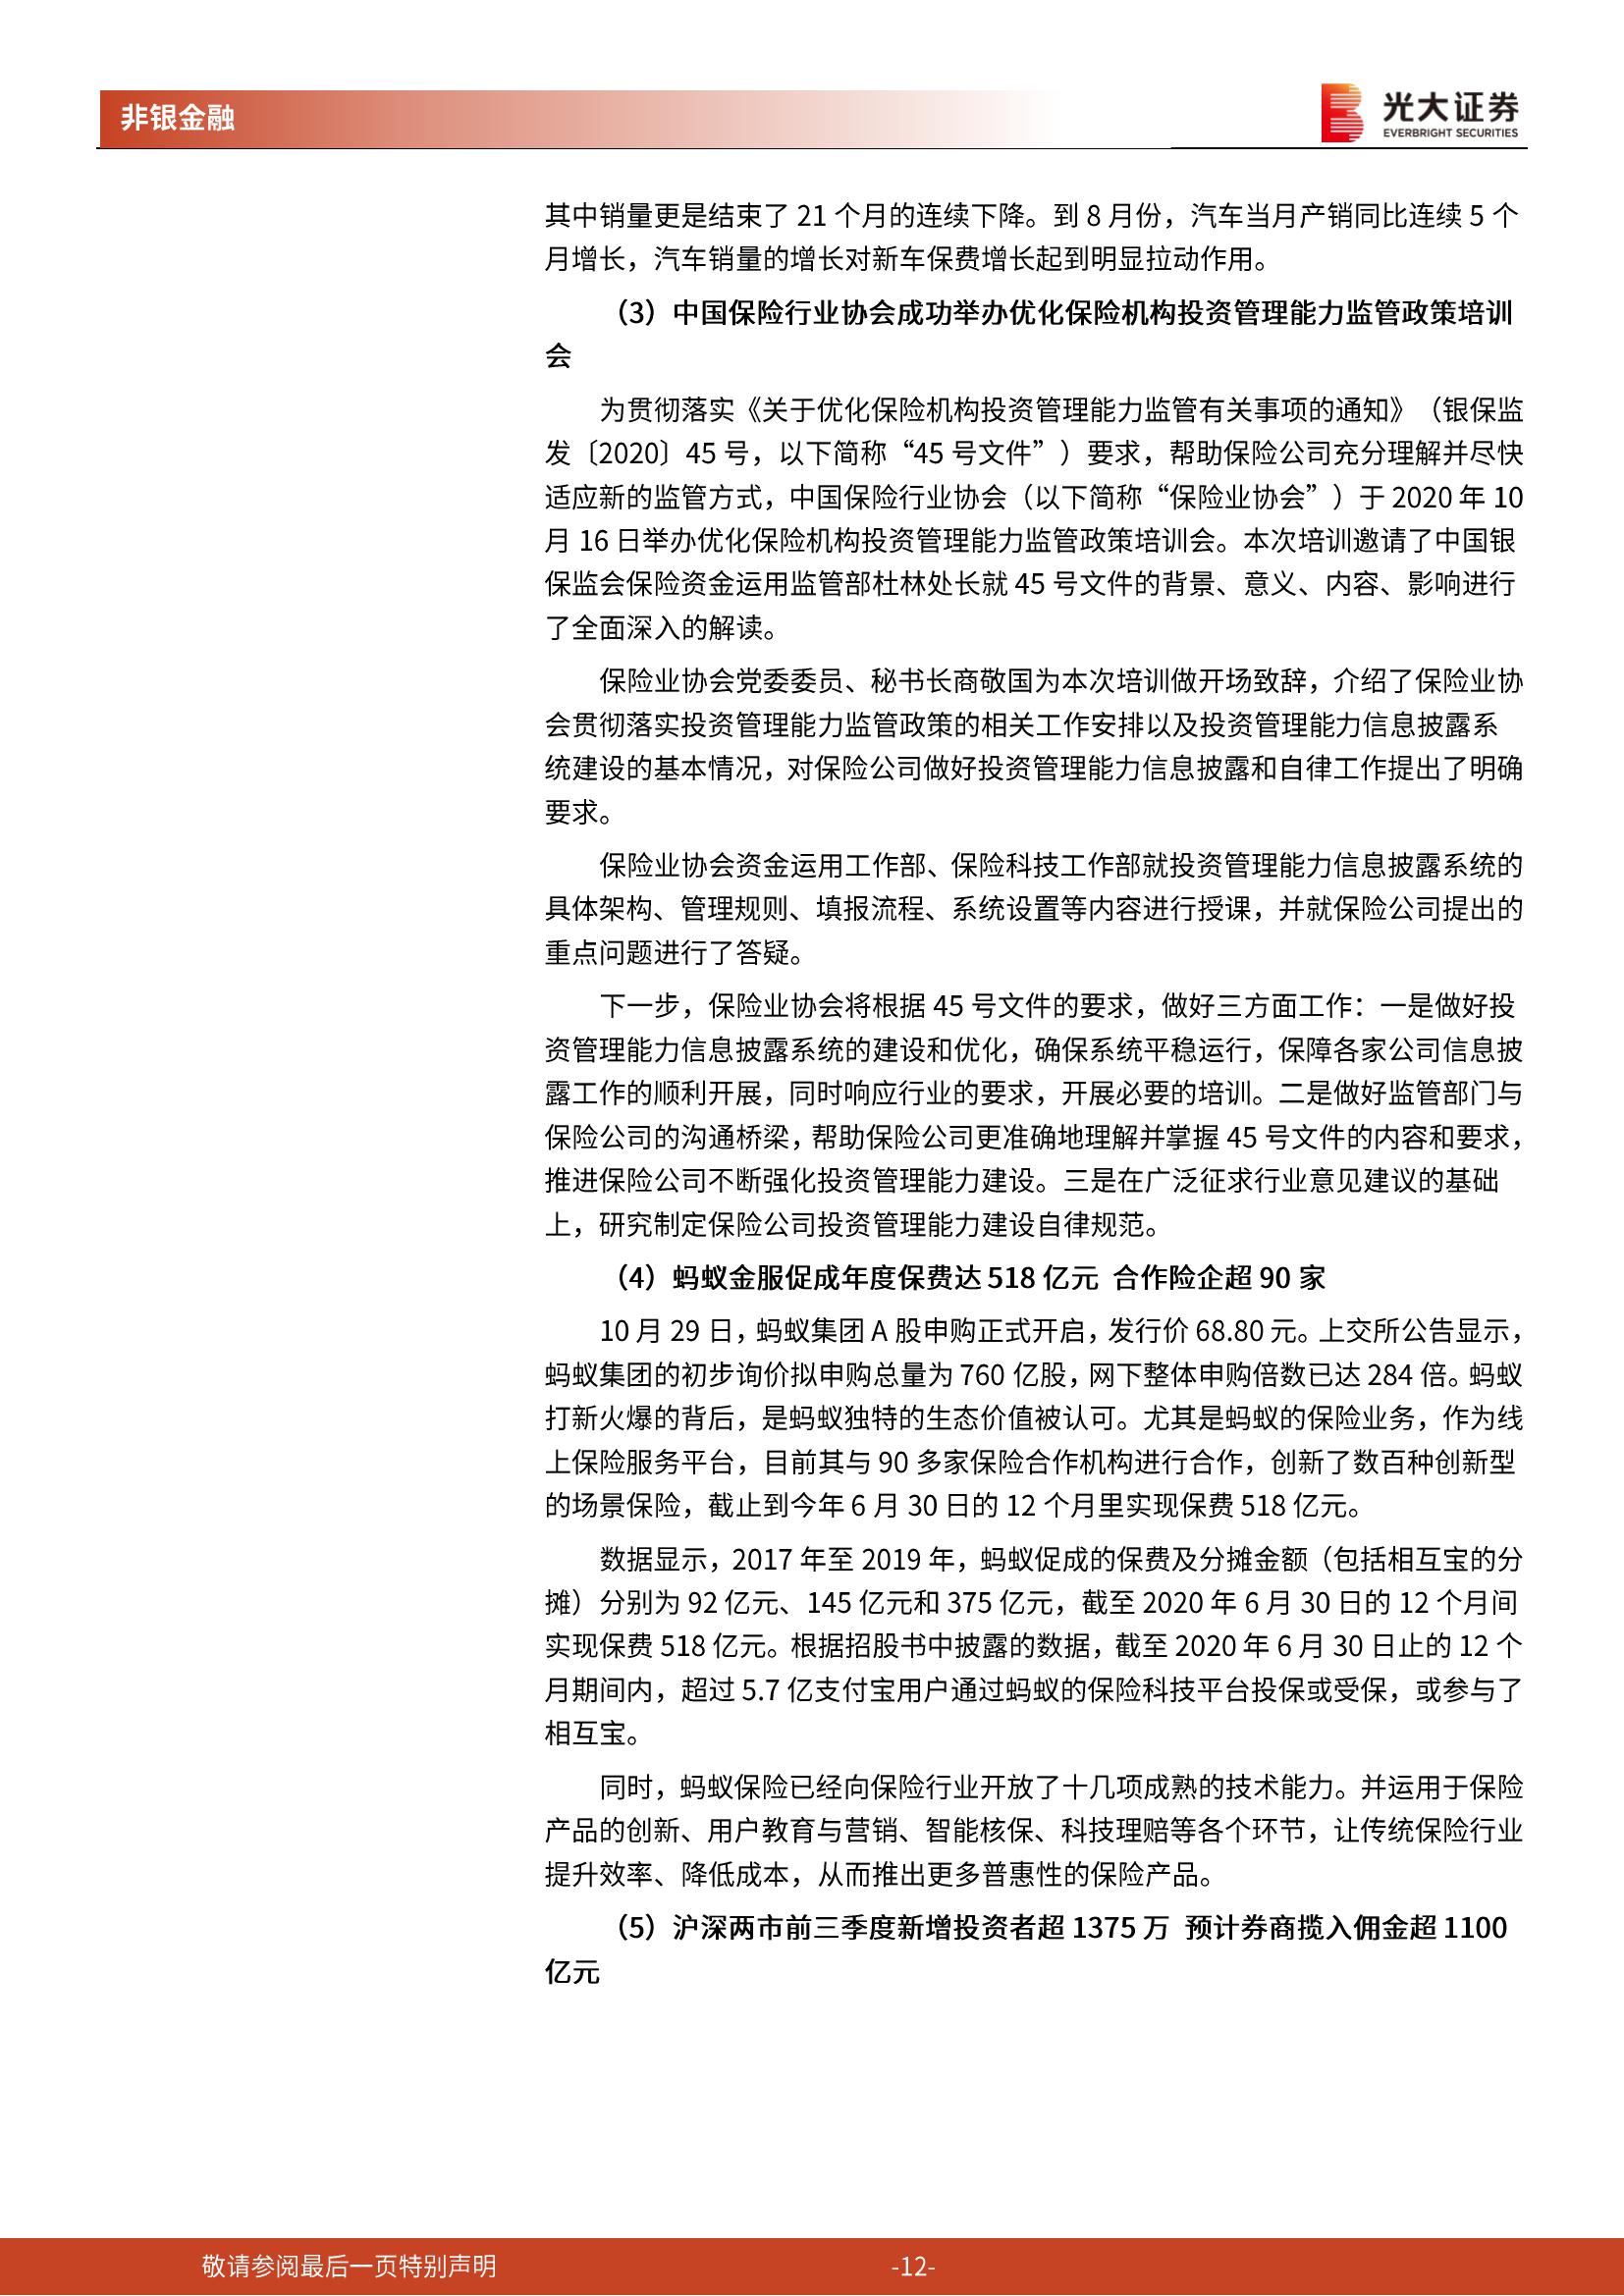 非银金融
光大证券
EVERBRIGHT SECURITIES
其中销量更是结束了 21 个月的连续下降。到 8 月份，汽车当月产销同比连续 5 个
月增长，汽车销量的增长对新车保费增长起到明显拉动作用。
（3）中国保险行业协会成功举办优化保险机构投资管理能力监管政策培训
会
为贯彻落实《关于优化保险机构投资管理能力监管有关事项的通知》（银保监
发〔2020〕45 号，以下简称“45 号文件”）要求，帮助保险公司充分理解并尽快
适应新的监管方式，中国保险行业协会（以下简称“保险业协会”）于 2020 年 10
月 16 日举办优化保险机构投资管理能力监管政策培训会。本次培训邀请了中国银
保监会保险资金运用监管部杜林处长就 45 号文件的背景、意义、内容、影响进行
了全面深入的解读。
保险业协会党委委员、秘书长商敬国为本次培训做开场致辞，介绍了保险业协
会贯彻落实投资管理能力监管政策的相关工作安排以及投资管理能力信息披露系
统建设的基本情况，对保险公司做好投资管理能力信息披露和自律工作提出了明确
要求。
保险业协会资金运用工作部、保险科技工作部就投资管理能力信息披露系统的
具体架构、管理规则、填报流程、系统设置等内容进行授课，并就保险公司提出的
重点问题进行了答疑。
下一步，保险业协会将根据 45 号文件的要求，做好三方面工作：一是做好投
资管理能力信息披露系统的建设和优化，确保系统平稳运行，保障各家公司信息披
露工作的顺利开展，同时响应行业的要求，开展必要的培训。二是做好监管部门与
保险公司的沟通桥梁，帮助保险公司更准确地理解并掌握 45 号文件的内容和要求，
推进保险公司不断强化投资管理能力建设。三是在广泛征求行业意见建议的基础
上，研究制定保险公司投资管理能力建设自律规范。
（4）蚂蚁金服促成年度保费达 518 亿元 合作险企超 90 家
10 月 29 日，蚂蚁集团 A 股申购正式开启，发行价 68.80 元。上交所公告显示，
蚂蚁集团的初步询价拟申购总量为 760 亿股，网下整体申购倍数已达 284 倍。蚂蚁
打新火爆的背后，是蚂蚁独特的生态价值被认可。尤其是蚂蚁的保险业务，作为线
上保险服务平台，目前其与 90 多家保险合作机构进行合作，创新了数百种创新型
的场景保险，截止到今年 6 月 30 日的 12 个月里实现保费 518 亿元。
数据显示，2017 年至 2019 年，蚂蚁促成的保费及分摊金额（包括相互宝的分
摊）分别为 92 亿元、145 亿元和 375 亿元，截至 2020 年 6 月 30 日的 12 个月间
实现保费 518 亿元。根据招股书中披露的数据，截至 2020 年 6 月 30 日止的 12 个
月期间内，超过 5.7 亿支付宝用户通过蚂蚁的保险科技平台投保或受保，或参与了
相互宝。
同时，蚂蚁保险已经向保险行业开放了十几项成熟的技术能力。并运用于保险
产品的创新、用户教育与营销、智能核保、科技理赔等各个环节，让传统保险行业
提升效率、降低成本，从而推出更多普惠性的保险产品。
（5）沪深两市前三季度新增投资者超 1375 万 预计券商揽入佣金超 1100
亿元
敬请参阅最后一页特别声明
-12-